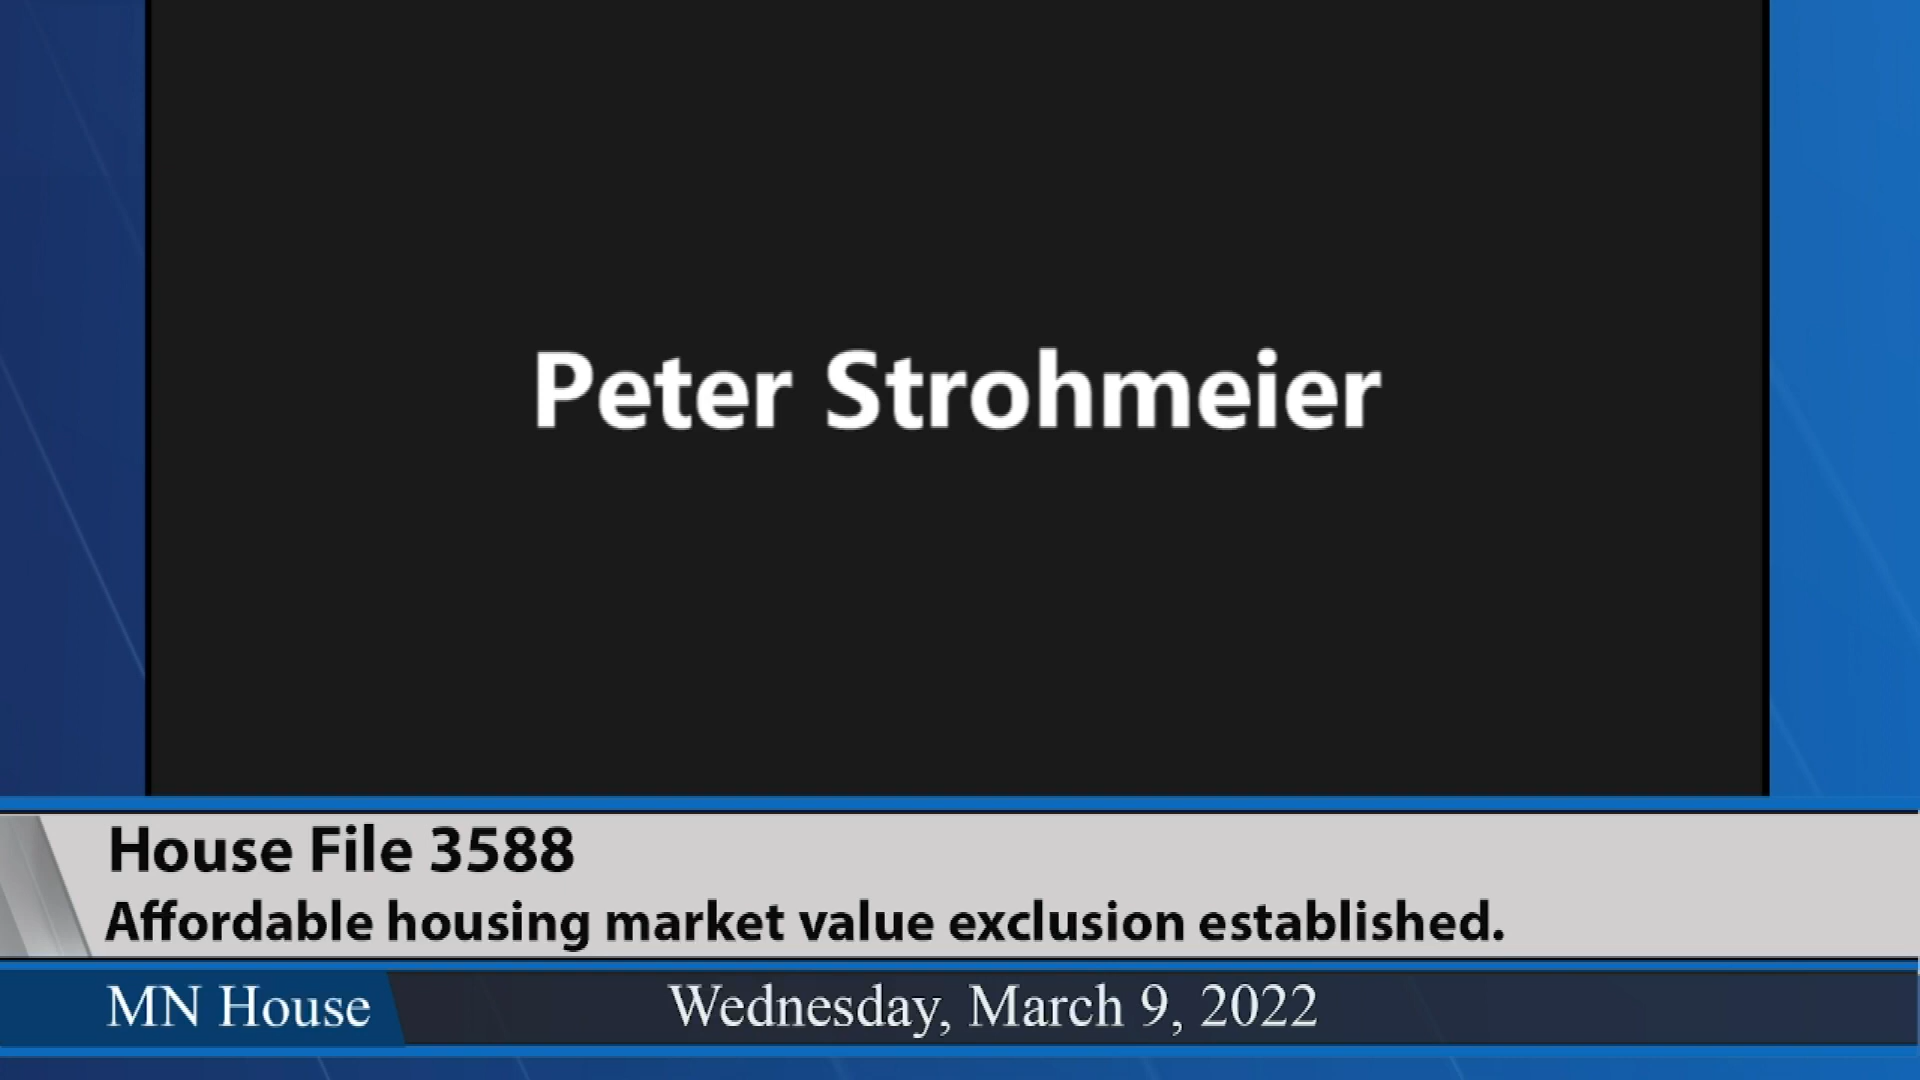 Peter Strohmeier
House File 3588
Affordable housing market value exclusion established.
MN House
Wednesday, March 9, 2022